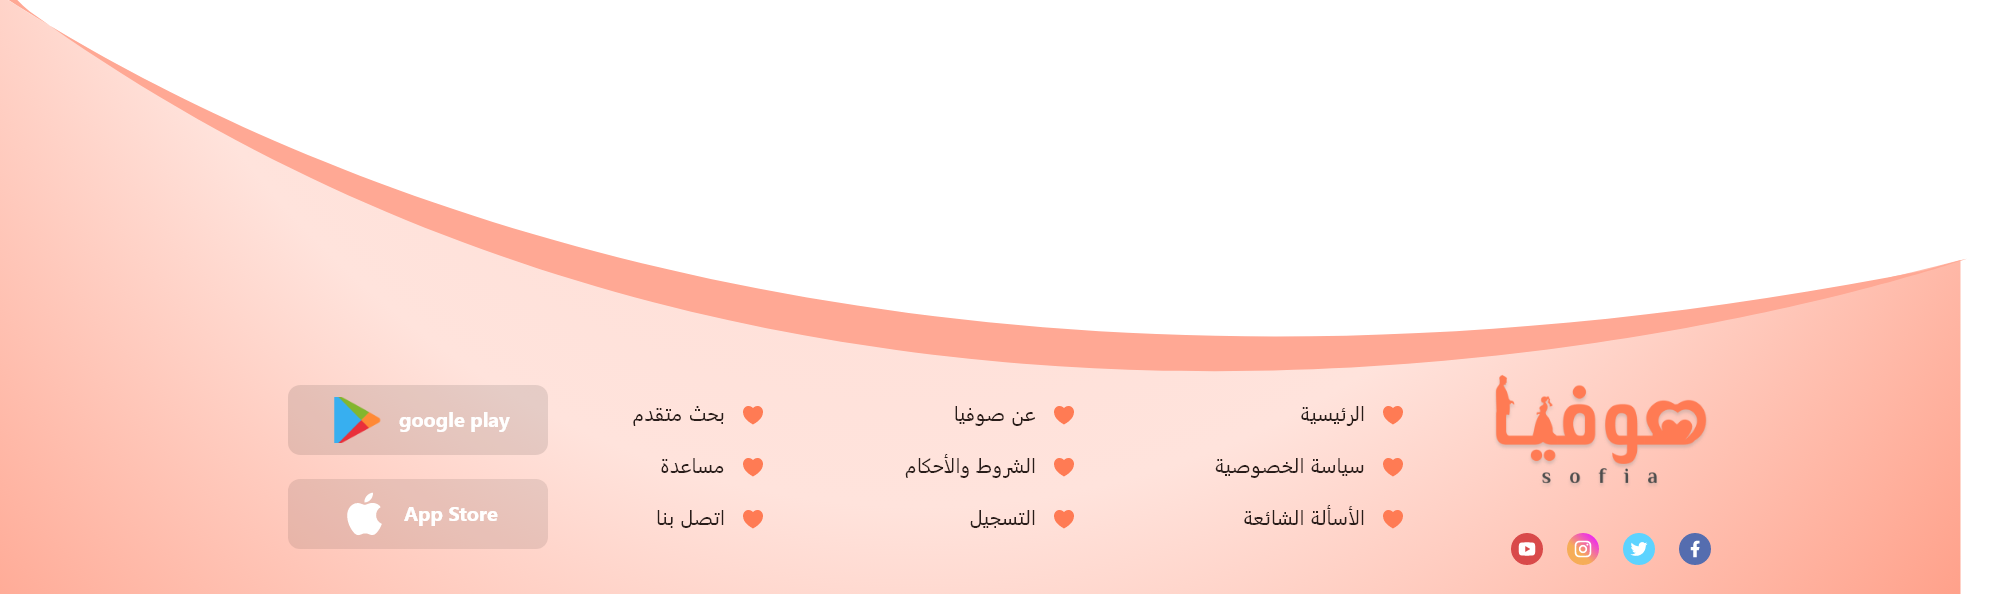 صوفيا
sofia
الرئيسية
سياسة الخصوصية
الأسألة الشائعة
عن صوفيا
الشروط والأحكام
التسجيل
بحث متقدم
مساعدة
اتصل بنا
google play
App Store